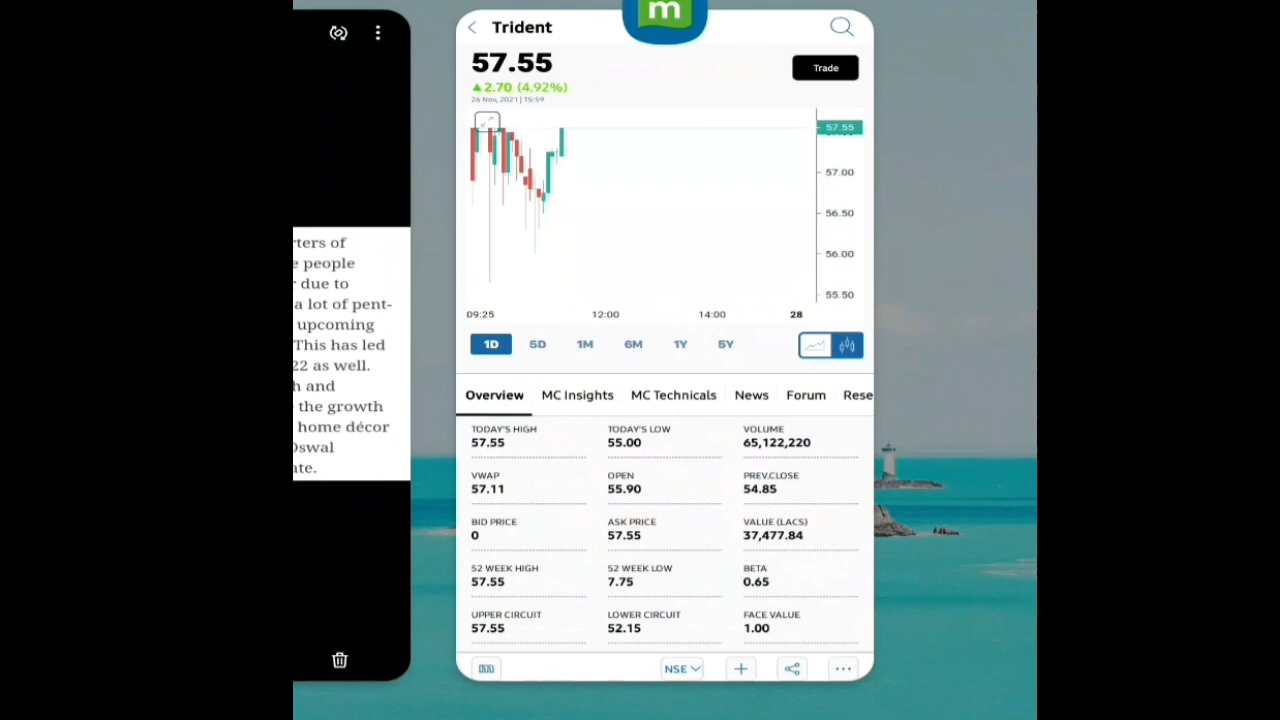 rters of
e people
r due to
a lot of pent-
upcoming
This has led
22 as well.
h and
the growth
home décor
Oswal
ate.
m
Trident
57.55
Trade
▲2.70 (4.92%)
26 Nov, 2021 | 15:59
57.55
57.00
56.50
56.00
55.50
09:25 12:00 14:00 28
1D 5D 1M 6M 1Y 5Y
Overview MC Insights MC Technicals News Forum Rese
TODAY'S HIGH TODAY'S LOW VOLUME
57.55 55.00 65,122,220
VWAP OPEN PREV.CLOSE
57.11 55.90 54.85
BID PRICE ASK PRICE VALUE (LACS)
0 57.55 37,477.84
52 WEEK HIGH 52 WEEK LOW BETA
57.55 7.75 0.65
UPPER CIRCUIT LOWER CIRCUIT FACE VALUE
57.55 52.15 1.00
NSE